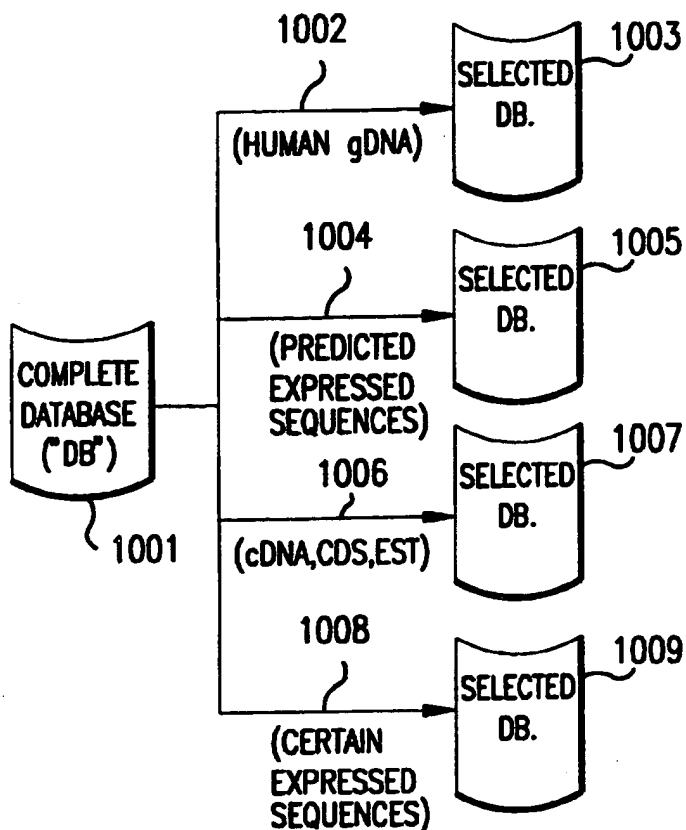 1002
1003
SELECTED
DB.
(HUMAN gDNA)
1004
1005
SELECTED
DB.
(PREDICTED
EXPRESSED
SEQUENCES)
COMPLETE
DATABASE
("DB")
1001
1006
1007
SELECTED
DB.
(cDNA,CDS,EST)
1008
1009
SELECTED
DB.
(CERTAIN
EXPRESSED
SEQUENCES)